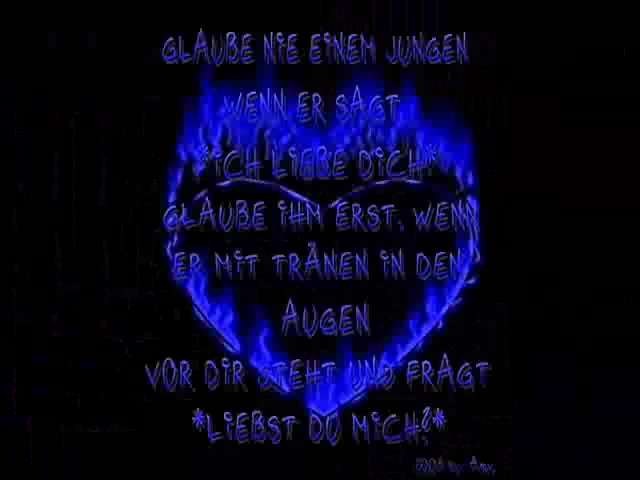 GLAUBE NIE EINEM JUNGEN
WENN ER SAGT
*ICH LIEBE DICH*
GLAUBE IHM ERST, WENN
ER MIT TRÄNEN IN DEN
AUGEN
VOR DIR STEHT UND FRAGT
*LIEBST DU MICH?*